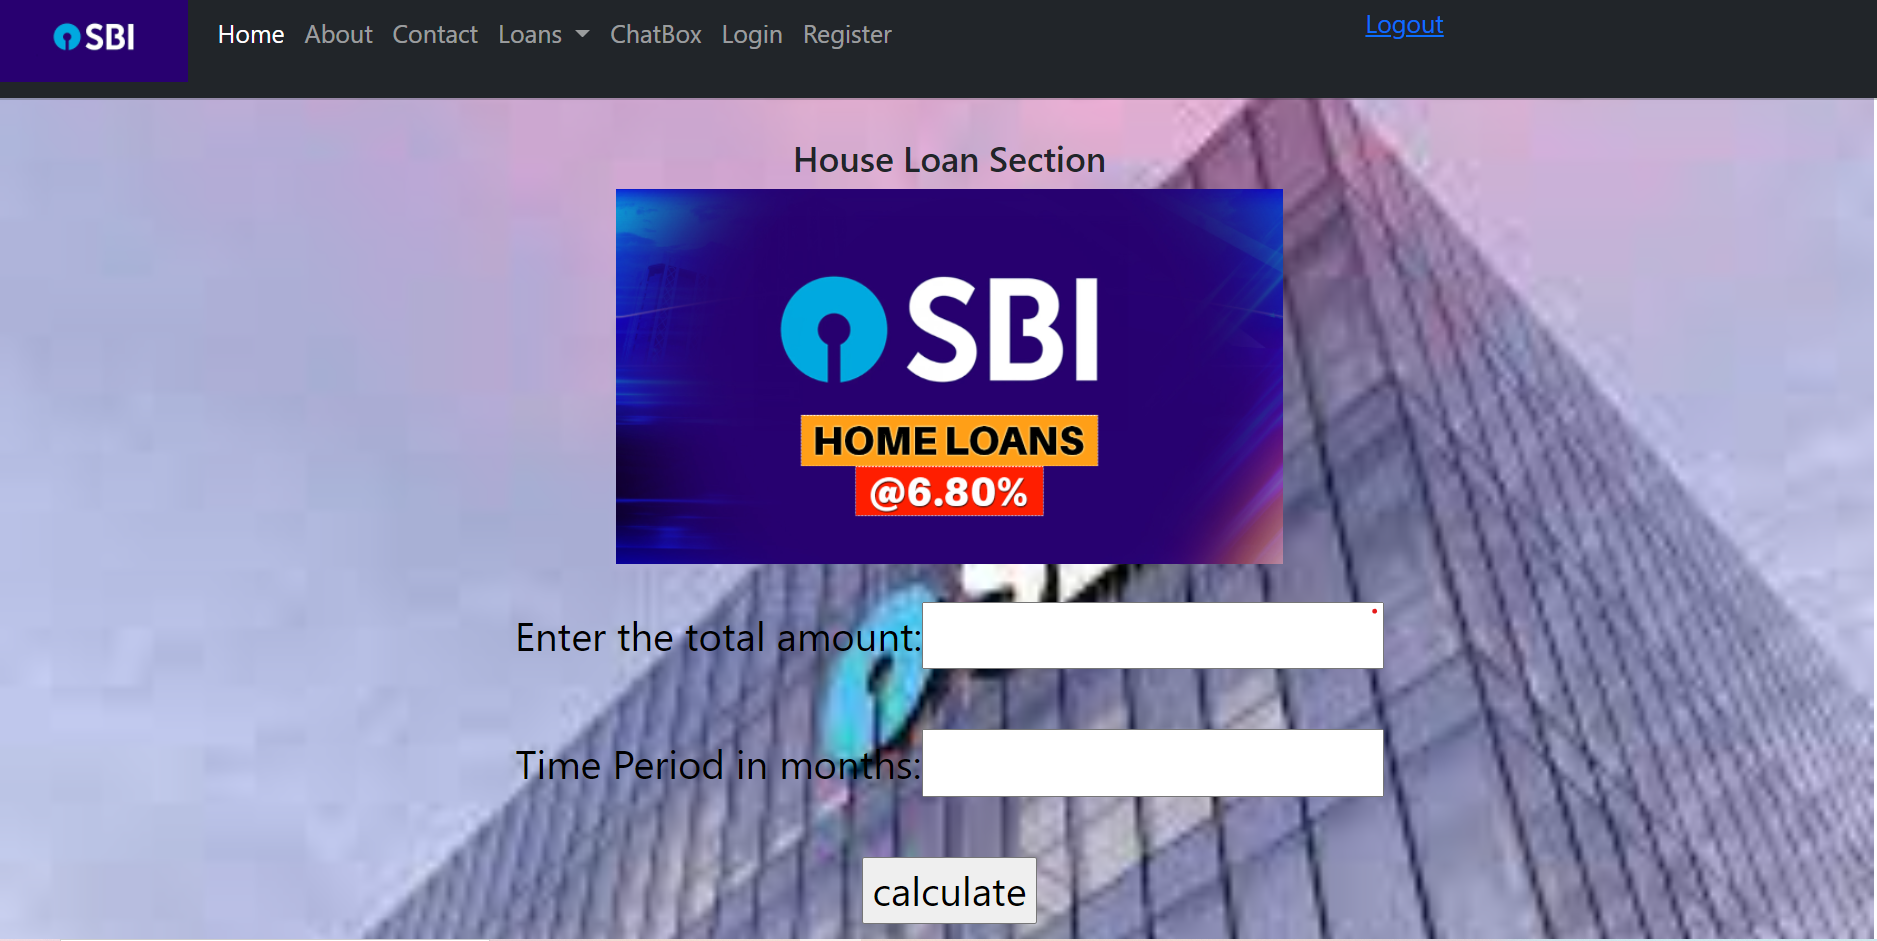 SBI
Home About Contact Loans ChatBox Login Register Logout
House Loan Section
SBI
HOME LOANS
@6.80%
Enter the total amount:
Time Period in months:
calculate